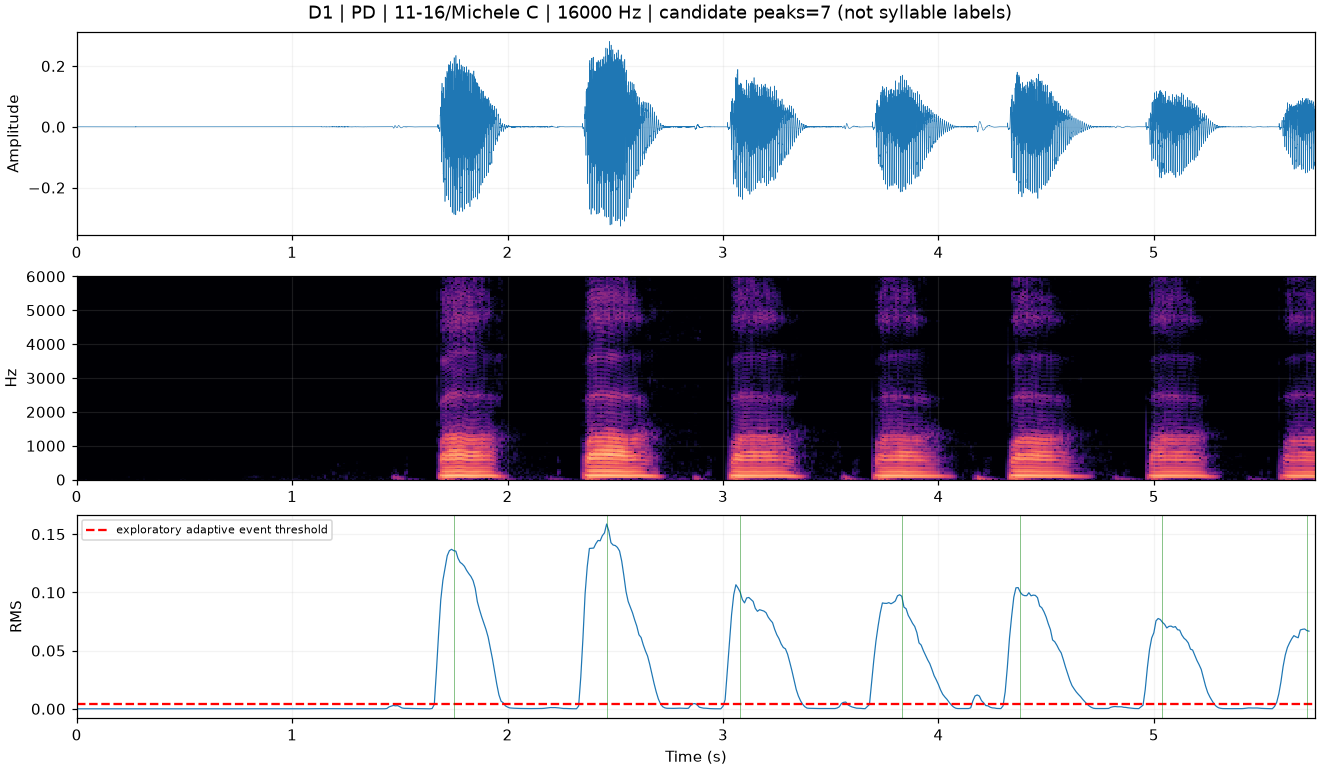 D1 | PD | 11-16/Michele C | 16000 Hz | candidate peaks=7 (not syllable labels)
Amplitude
0.2
0.0
−0.2
0 1 2 3 4 5
Hz
6000
5000
4000
3000
2000
1000
0
0 1 2 3 4 5
exploratory adaptive event threshold
RMS
0.15
0.10
0.05
0.00
0 1 2 3 4 5
Time (s)